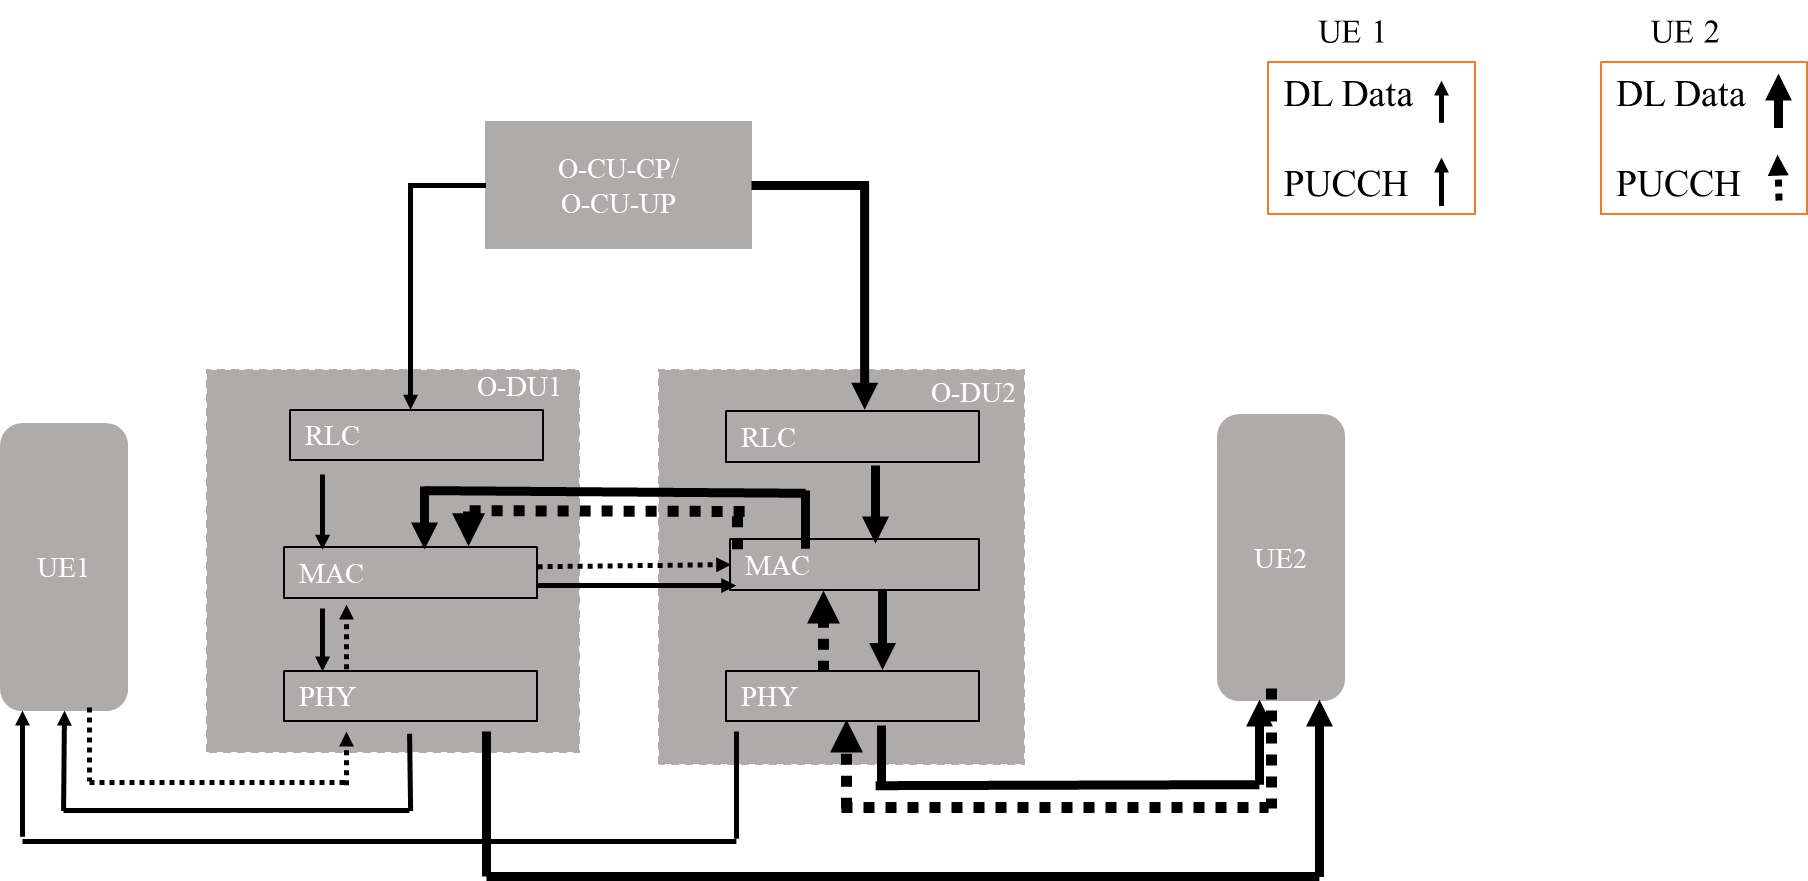 UE 1
UE 2
DL Data
PUCCH
DL Data
PUCCH
O-CU-CP/
O-CU-UP
O-DU1
O-DU2
RLC
RLC
UE1
MAC
MAC
UE2
PHY
PHY